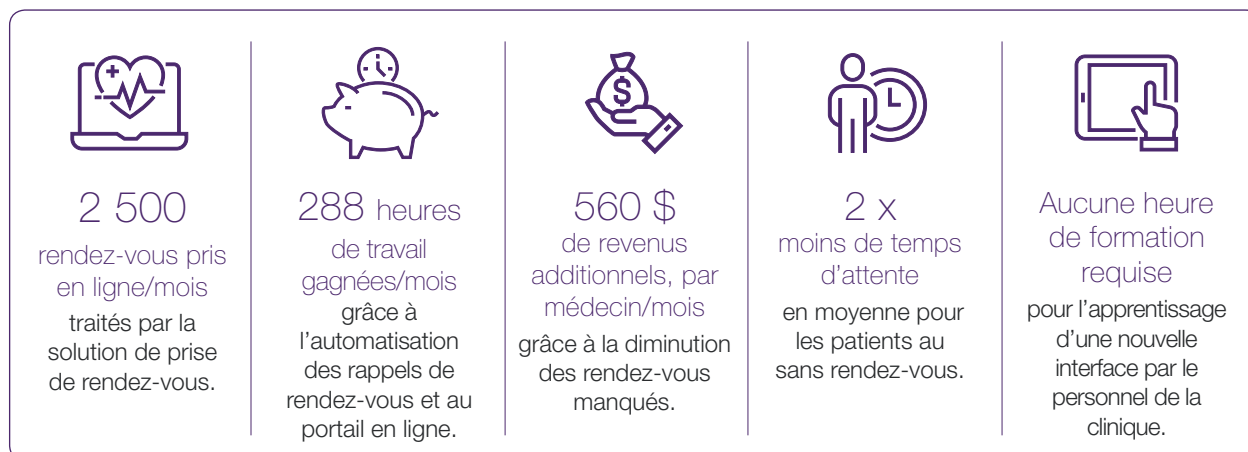 2 500
rendez-vous pris
en ligne/mois
traités par la
solution de prise
de rendez-vous.
288 heures
de travail
gagnées/mois
grâce à
l’automatisation
des rappels de
rendez-vous et au
portail en ligne.
$
560 $
de revenus
additionnels, par
médecin/mois
grâce à la diminution
des rendez-vous
manqués.
2 x
moins de temps
d’attente
en moyenne pour
les patients au
sans rendez-vous.
Aucune heure
de formation
requise
pour l’apprentissage
d’une nouvelle
interface par le
personnel de la
clinique.